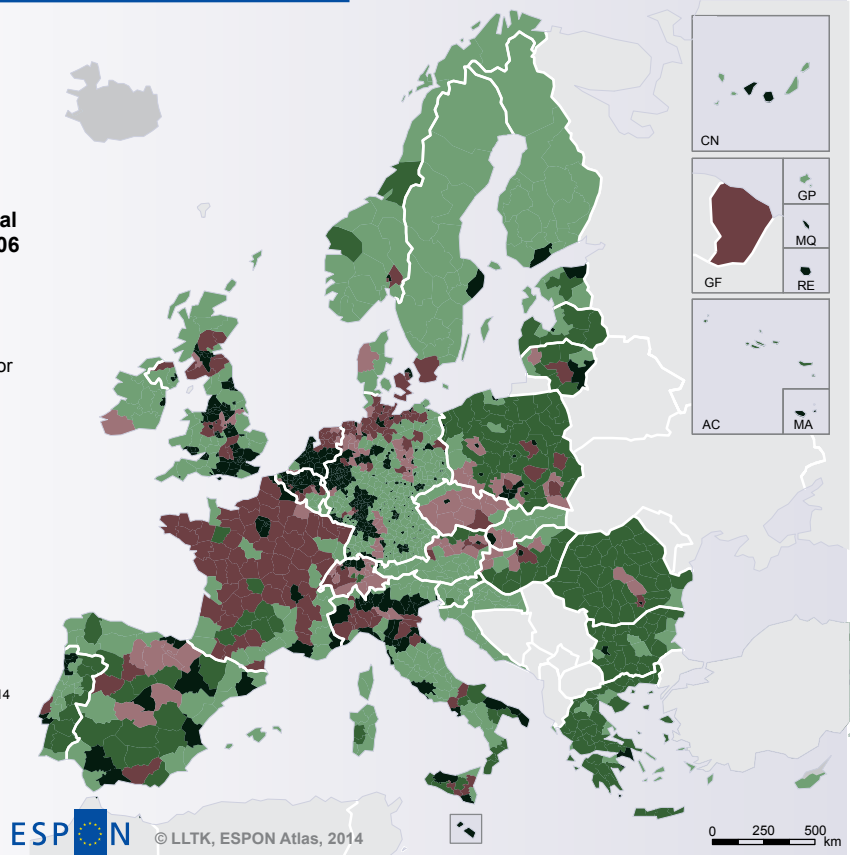 al
06
or
14
CN
GP
MQ
GF
RE
AC
MA
ESPON
© LLTK, ESPON Atlas, 2014
0 250 500
km